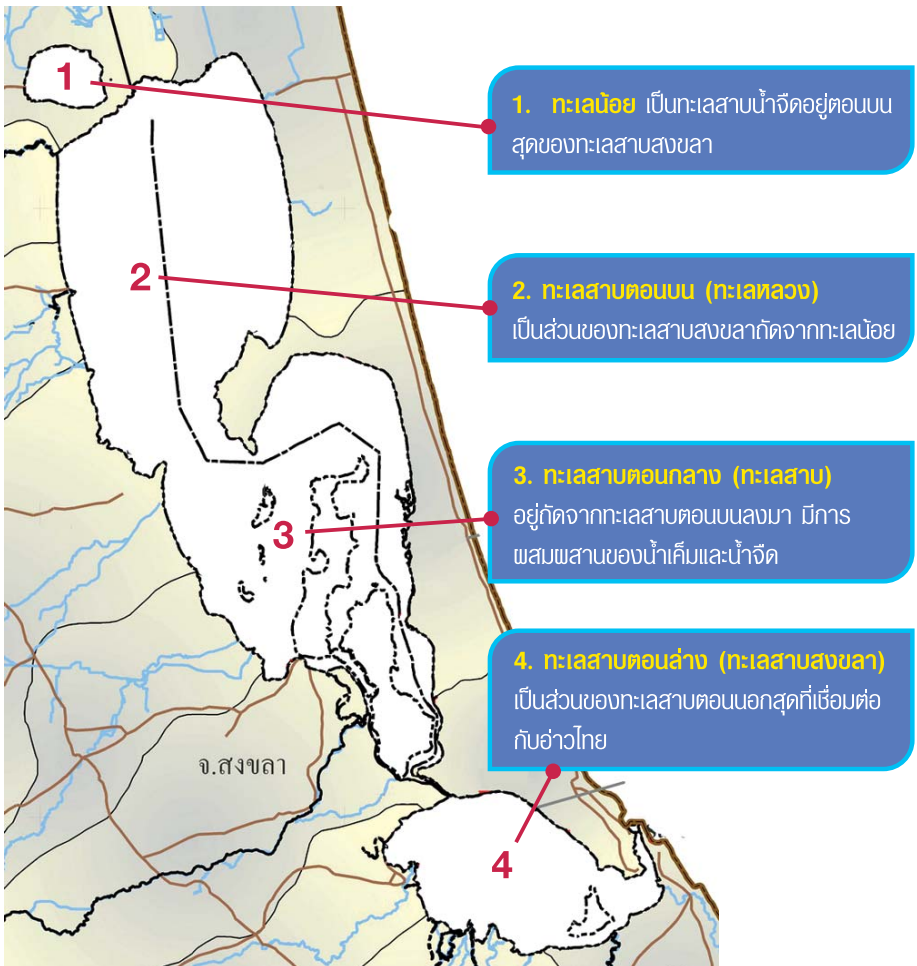 1
1. ทะเลน้อย เป็นทะเลสาบน้ำจืดอยู่ตอนบน
สุดของทะเลสาบสงขลา
2
2. ทะเลสาบตอนบน (ทะเลหลวง)
เป็นส่วนของทะเลสาบสงขลาถัดจากทะเลน้อย
3
3. ทะเลสาบตอนกลาง (ทะเลสาบ)
อยู่ถัดจากทะเลสาบตอนบนลงมา มีการ
ผสมผสานของน้ำเค็มและน้ำจืด
4. ทะเลสาบตอนล่าง (ทะเลสาบสงขลา)
เป็นส่วนของทะเลสาบตอนนอกสุดที่เชื่อมต่อ
กับอ่าวไทย
จ.สงขลา
4